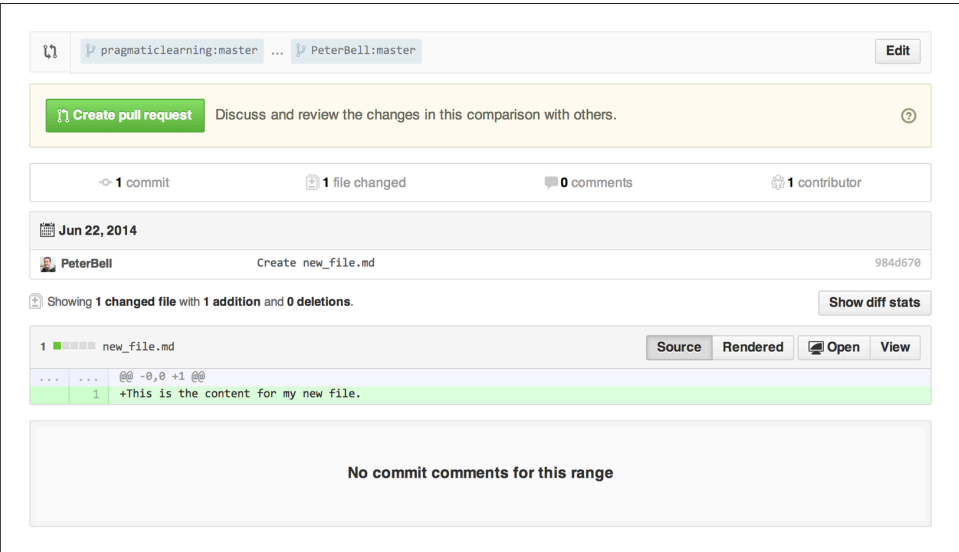 pragmaticlearning:master ... PeterBell:master Edit
Create pull request Discuss and review the changes in this comparison with others. ?
1 commit 1 file changed 0 comments 1 contributor
Jun 22, 2014
PeterBell Create new_file.md 984d670
Showing 1 changed file with 1 addition and 0 deletions. Show diff stats
1 new_file.md Source Rendered Open View
... ... @@ -0,0 +1 @@
1 +This is the content for my new file.
No commit comments for this range